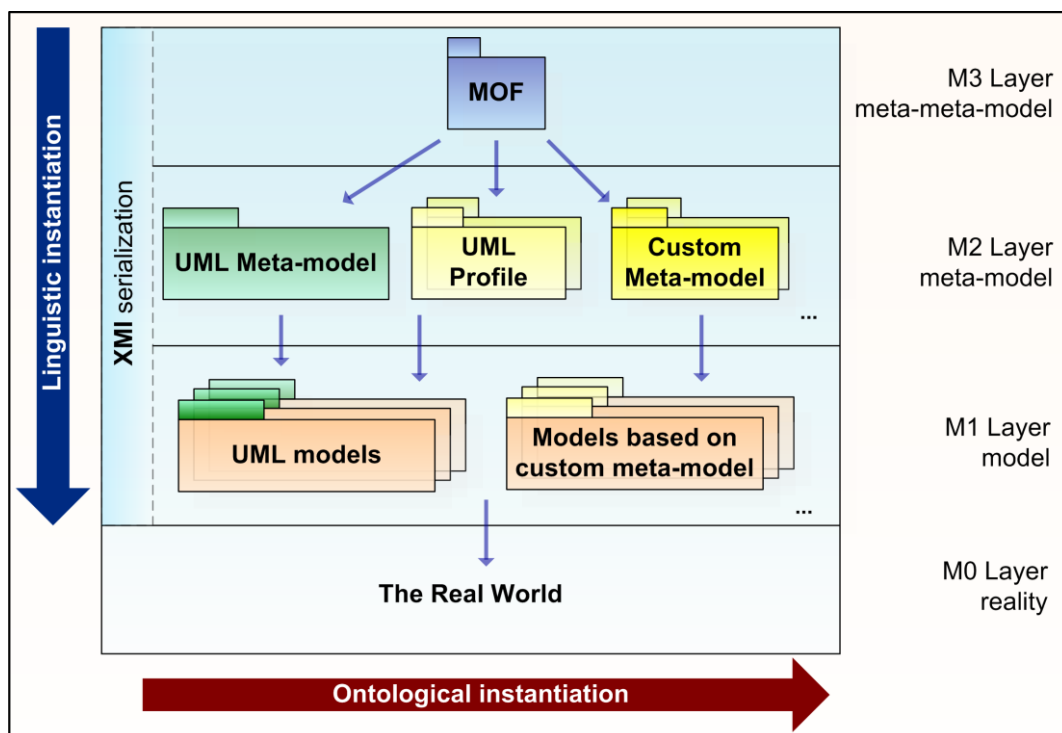 MOF
M3 Layer
meta-meta-model
Linguistic instantiation
XMI serialization
UML Meta-model
UML
Profile
Custom
Meta-model
...
M2 Layer
meta-model
UML models
Models based on
custom meta-model
...
M1 Layer
model
The Real World
M0 Layer
reality
Ontological instantiation